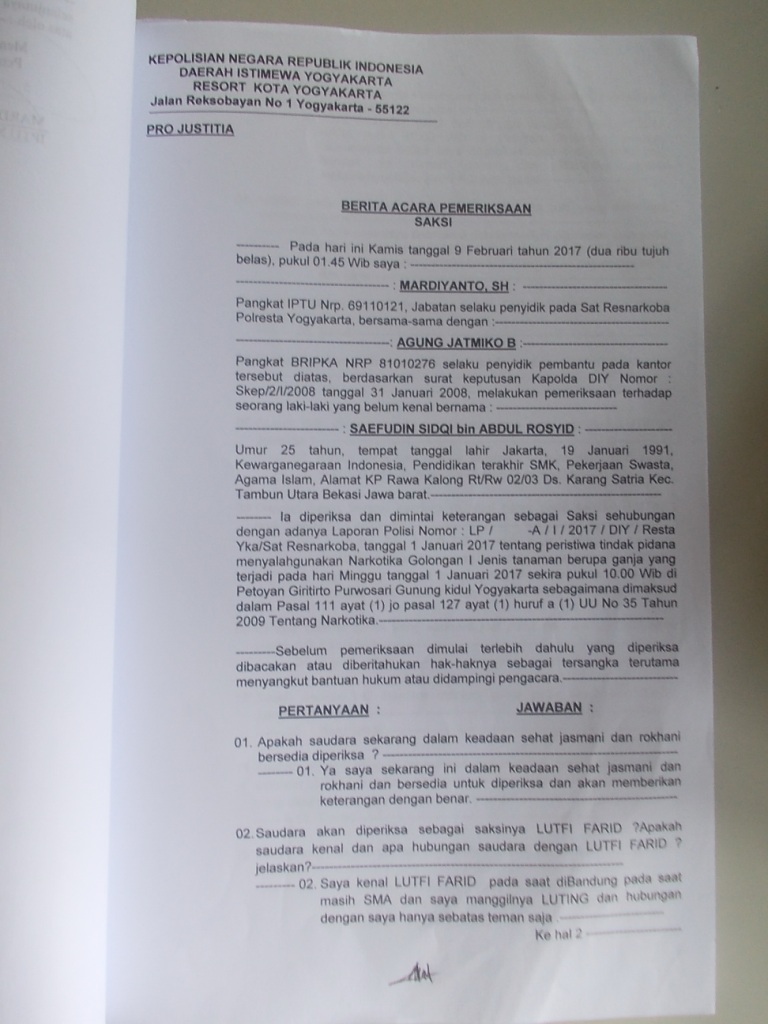 KEPOLISIAN NEGARA REPUBLIK INDONESIA
DAERAH ISTIMEWA YOGYAKARTA
RESORT KOTA YOGYAKARTA
Jalan Reksobayan No 1 Yogyakarta - 55122
PRO JUSTITIA
BERITA ACARA PEMERIKSAAN
SAKSI
---------- Pada hari ini Kamis tanggal 9 Februari tahun 2017 (dua ribu tujuh
belas), pukul 01.45 Wib saya : ----------
---------- : MARDIYANTO, SH : ----------
Pangkat IPTU Nrp. 69110121, Jabatan selaku penyidik pada Sat Resnarkoba
Polresta Yogyakarta, bersama-sama dengan :----------
----------: AGUNG JATMIKO B :----------
Pangkat BRIPKA NRP 81010276 selaku penyidik pembantu pada kantor
tersebut diatas, berdasarkan surat keputusan Kapolda DIY Nomor :
Skep/2/I/2008 tanggal 31 Januari 2008, melakukan pemeriksaan terhadap
seorang laki-laki yang belum kenal bernama : ----------
---------- : SAEFUDIN SIDQI bin ABDUL ROSYID : ----------
Umur 25 tahun, tempat tanggal lahir Jakarta, 19 Januari 1991,
Kewarganegaraan Indonesia, Pendidikan terakhir SMK, Pekerjaan Swasta,
Agama Islam, Alamat KP Rawa Kalong Rt/Rw 02/03 Ds. Karang Satria Kec.
Tambun Utara Bekasi Jawa barat.----------
---------- Ia diperiksa dan dimintai keterangan sebagai Saksi sehubungan
dengan adanya Laporan Polisi Nomor : LP / -A / I / 2017 / DIY / Resta
Yka/Sat Resnarkoba, tanggal 1 Januari 2017 tentang peristiwa tindak pidana
menyalahgunakan Narkotika Golongan I Jenis tanaman berupa ganja yang
terjadi pada hari Minggu tanggal 1 Januari 2017 sekira pukul 10.00 Wib di
Petoyan Giritirto Purwosari Gunung kidul Yogyakarta sebagaimana dimaksud
dalam Pasal 111 ayat (1) jo pasal 127 ayat (1) huruf a (1) UU No 35 Tahun
2009 Tentang Narkotika.----------
----------Sebelum pemeriksaan dimulai terlebih dahulu yang diperiksa
dibacakan atau diberitahukan hak-haknya sebagai tersangka terutama
menyangkut bantuan hukum atau didampingi pengacara.----------
PERTANYAAN : JAWABAN :
01. Apakah saudara sekarang dalam keadaan sehat jasmani dan rokhani
bersedia diperiksa ? ----------
---------- 01. Ya saya sekarang ini dalam keadaan sehat jasmani dan
rokhani dan bersedia untuk diperiksa dan akan memberikan
keterangan dengan benar. ----------
02. Saudara akan diperiksa sebagai saksinya LUTFI FARID ?Apakah
saudara kenal dan apa hubungan saudara dengan LUTFI FARID ?
jelaskan?----------
---------- 02. Saya kenal LUTFI FARID pada saat diBandung pada saat
masih SMA dan saya manggilnya LUTING dan hubungan
dengan saya hanya sebatas teman saja .----------
Ke hal 2 ----------